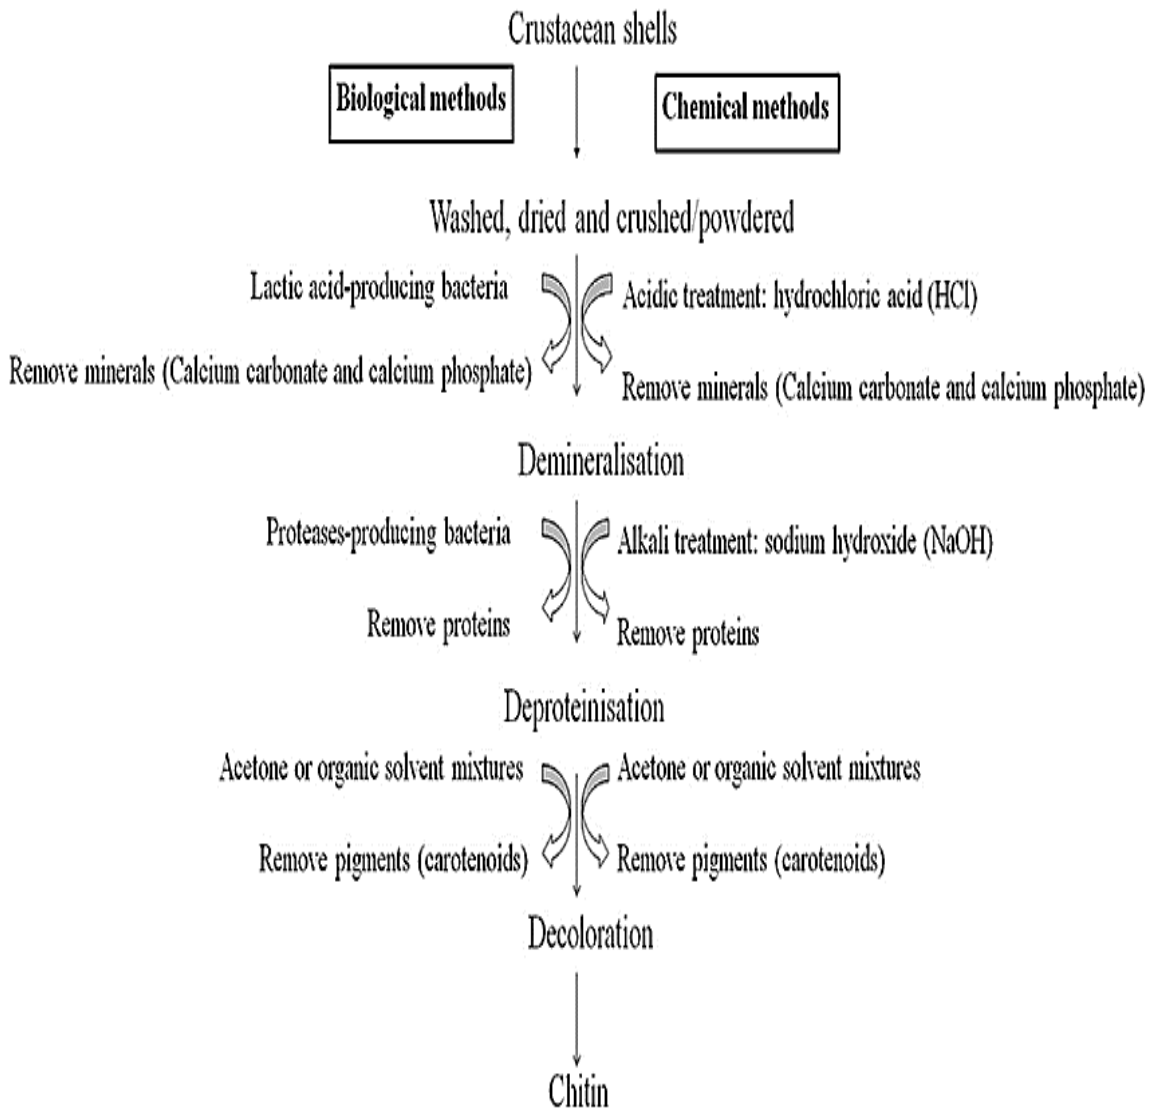 Crustacean shells
Biological methods
Chemical methods
Washed, dried and crushed/powdered
Lactic acid-producing bacteria
Acidic treatment: hydrochloric acid (HCl)
Remove minerals (Calcium carbonate and calcium phosphate)
Remove minerals (Calcium carbonate and calcium phosphate)
Demineralisation
Proteases-producing bacteria
Alkali treatment: sodium hydroxide (NaOH)
Remove proteins
Remove proteins
Deproteinisation
Acetone or organic solvent mixtures
Acetone or organic solvent mixtures
Remove pigments (carotenoids)
Remove pigments (carotenoids)
Decoloration
Chitin